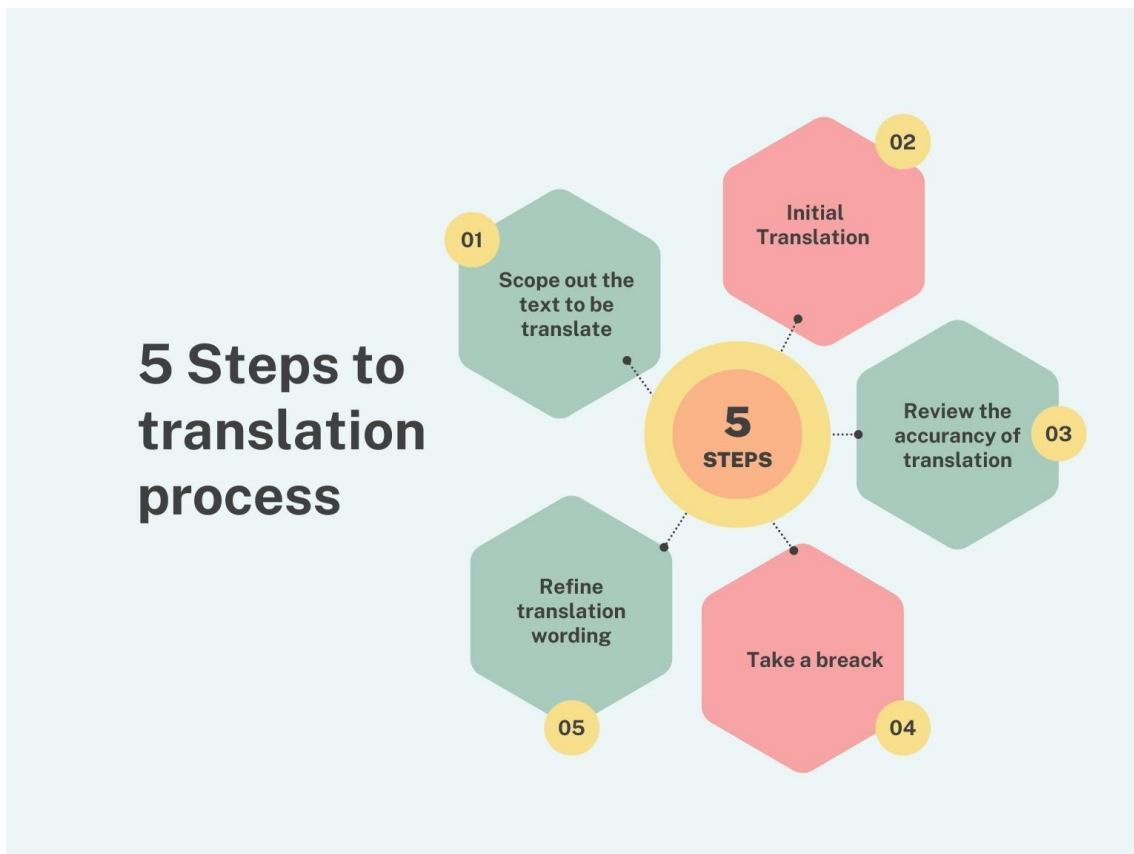 5 Steps to
translation
process
01
Scope out the
text to be
translate
02
Initial
Translation
03
Review the
accurancy of
translation
04
Take a breack
05
Refine
translation
wording
5
STEPS